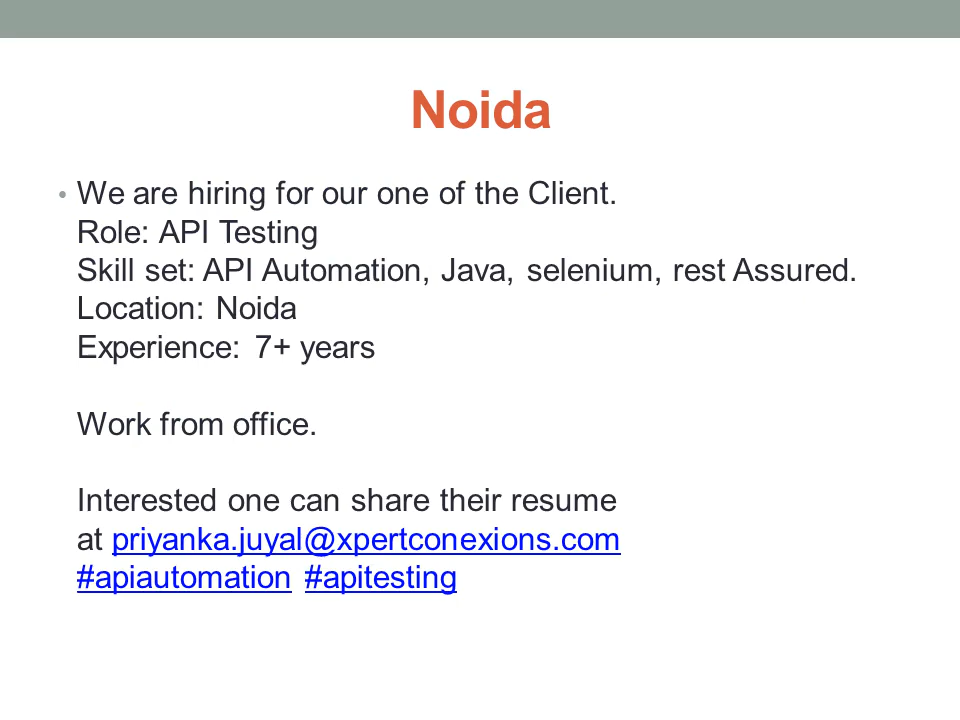 Noida
• We are hiring for our one of the Client.
Role: API Testing
Skill set: API Automation, Java, selenium, rest Assured.
Location: Noida
Experience: 7+ years
Work from office.
Interested one can share their resume
at priyanka.juyal@xpertconexions.com
#apiautomation #apitesting